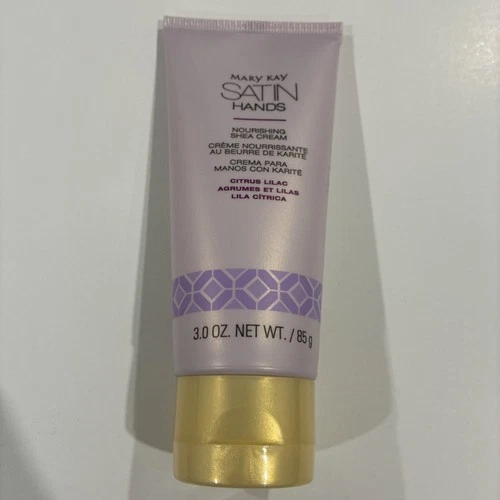 MARY KAY
SATIN
HANDS
NOURISHING
SHEA CREAM
CRÈME NOURRISSANTE
AU BEURRE DE KARITÉ
CREMA PARA
MANOS CON KARITÉ
CITRUS LILAC
AGRUMES ET LILAS
LILA CÍTRICA
3.0 OZ. NET WT. / 85 g